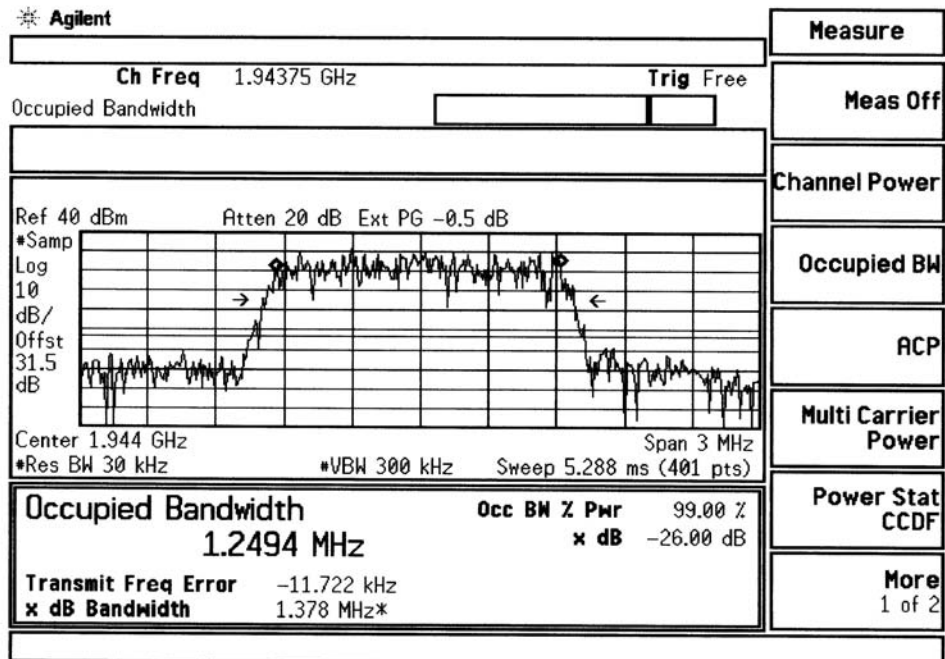 Agilent
Ch Freq 1.94375 GHz Trig Free
Occupied Bandwidth
Ref 40 dBm Atten 20 dB Ext PG -0.5 dB
#Samp
Log
10
dB/
Offst
31.5
dB
Center 1.944 GHz Span 3 MHz
#Res BW 30 kHz #VBW 300 kHz Sweep 5.288 ms (401 pts)
Occupied Bandwidth Occ BW % Pwr 99.00 %
1.2494 MHz x dB -26.00 dB
Transmit Freq Error -11.722 kHz
x dB Bandwidth 1.378 MHz*
Measure
Meas Off
Channel Power
Occupied BW
ACP
Multi Carrier
Power
Power Stat
CCDF
More
1 of 2